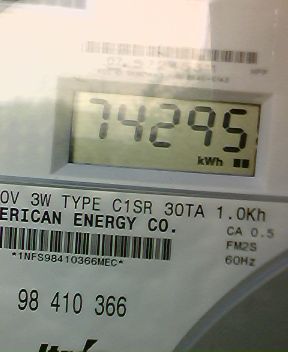 74295
kWh
0V 3W TYPE C1SR 30TA 1.0Kh
ERICAN ENERGY CO.
CA 0.5
FM2S
60Hz
*1NFS98410366MEC*
98 410 366